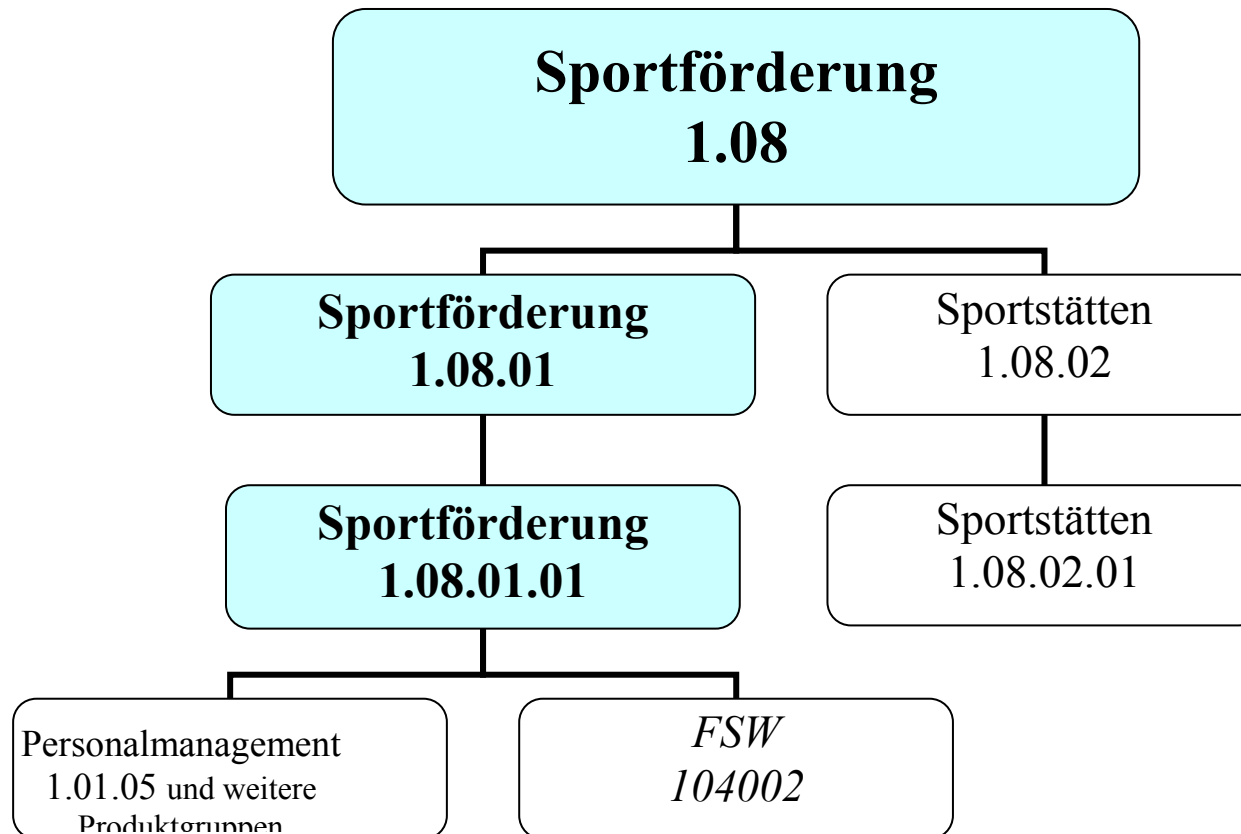 Sportförderung
1.08
Sportförderung
1.08.01
Sportstätten
1.08.02
Sportförderung
1.08.01.01
Sportstätten
1.08.02.01
Personalmanagement
1.01.05 und weitere
Produktgruppen
FSW
104002